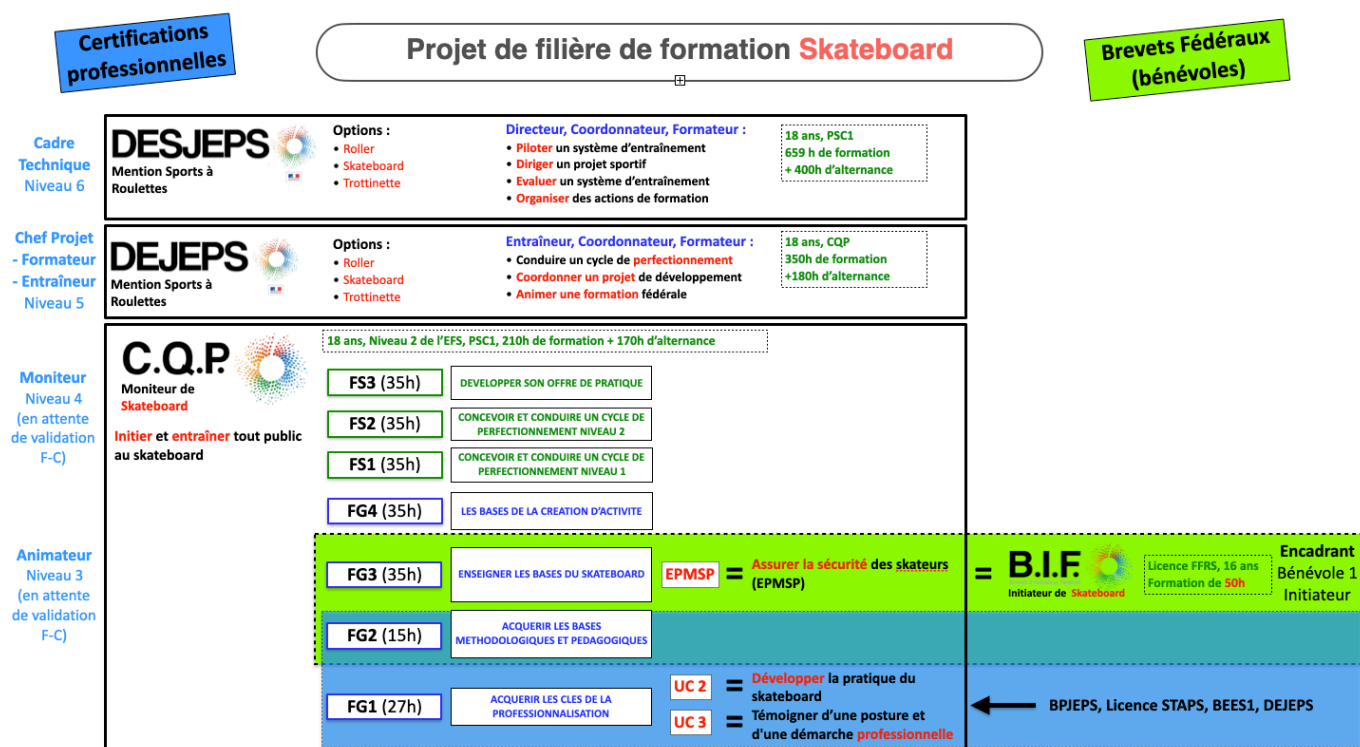 Certifications
professionnelles
Projet de filière de formation Skateboard
Brevets Fédéraux
(bénévoles)
Cadre
Technique
Niveau 6
DESJEPS
Mention Sports à
Roulettes
Options :
• Roller
• Skateboard
• Trottinette
Directeur, Coordonnateur, Formateur :
• Piloter un système d'entraînement
• Diriger un projet sportif
• Evaluer un système d'entraînement
• Organiser des actions de formation
18 ans, PSC1
659 h de formation
+ 400h d'alternance
Chef Projet
- Formateur
- Entraîneur
Niveau 5
DEJEPS
Mention Sports à
Roulettes
Options :
• Roller
• Skateboard
• Trottinette
Entraîneur, Coordonnateur, Formateur :
• Conduire un cycle de perfectionnement
• Coordonner un projet de développement
• Animer une formation fédérale
18 ans, CQP
350h de formation
+180h d'alternance
Moniteur
Niveau 4
(en attente
de validation
F-C)
C.Q.P.
Moniteur de
Skateboard
Initier et entraîner tout public
au skateboard
18 ans, Niveau 2 de l'EFS, PSC1, 210h de formation + 170h d'alternance
FS3 (35h)
DEVELOPPER SON OFFRE DE PRATIQUE
FS2 (35h)
CONCEVOIR ET CONDUIRE UN CYCLE DE
PERFECTIONNEMENT NIVEAU 2
FS1 (35h)
CONCEVOIR ET CONDUIRE UN CYCLE DE
PERFECTIONNEMENT NIVEAU 1
FG4 (35h)
LES BASES DE LA CREATION D'ACTIVITE
Animateur
Niveau 3
(en attente
de validation
F-C)
FG3 (35h)
ENSEIGNER LES BASES DU SKATEBOARD
EPMSP
=
Assurer la sécurité des skateurs
(EPMSP)
=
B.I.F.
Initiateur de Skateboard
Licence FFRS, 16 ans
Formation de 50h
Encadrant
Bénévole 1
Initiateur
FG2 (15h)
ACQUERIR LES BASES
METHODOLOGIQUES ET PEDAGOGIQUES
FG1 (27h)
ACQUERIR LES CLES DE LA
PROFESSIONNALISATION
UC 2
=
Développer la pratique du
skateboard
UC 3
=
Témoigner d'une posture et
d'une démarche professionnelle
BPJEPS, Licence STAPS, BEES1, DEJEPS